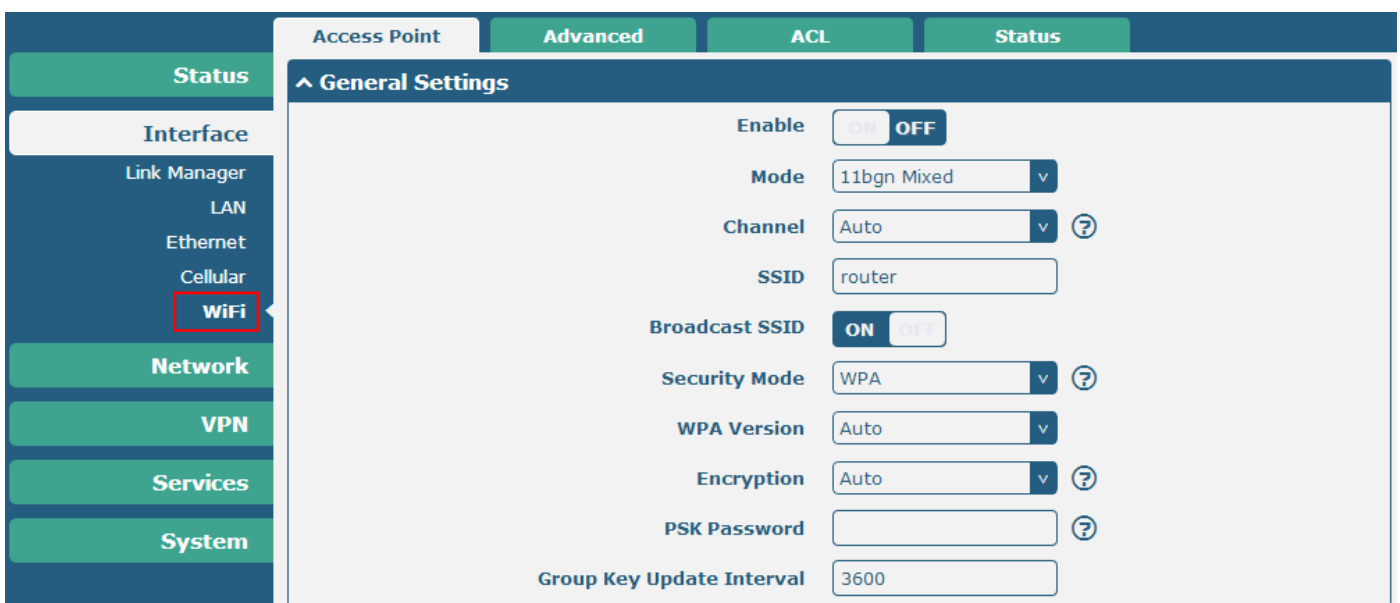 Access Point Advanced ACL Status
Status
Interface
Link Manager
LAN
Ethernet
Cellular
WiFi
Network
VPN
Services
System
^ General Settings
Enable ON OFF
Mode 11bgn Mixed v
Channel Auto v ?
SSID router
Broadcast SSID ON OFF
Security Mode WPA v ?
WPA Version Auto v
Encryption Auto v ?
PSK Password ?
Group Key Update Interval 3600